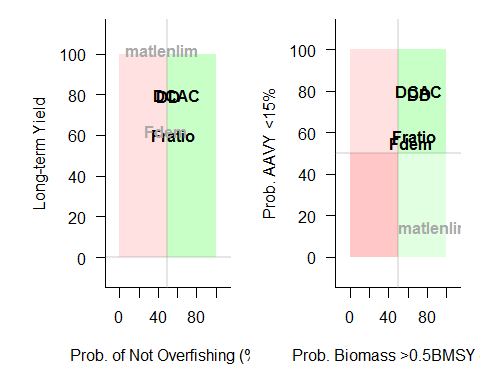 Long-term Yield
100
80
60
40
20
0
0
40
80
Prob. of Not Overfishing (%
matlenlim
DCAC
DD
Fdem
Fratio
Prob. AAVY <15%
100
80
60
40
20
0
0
40
80
Prob. Biomass >0.5BMSY
DCAC
DD
Fratio
Fdem
matlenlim